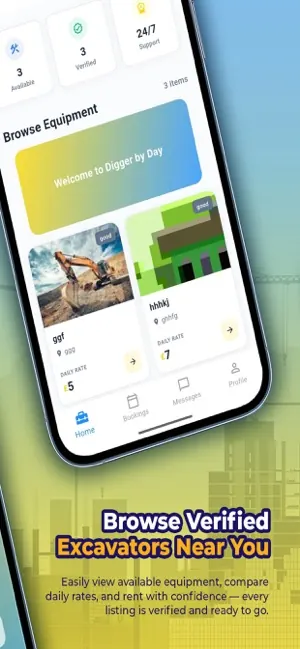 3
Available
3
Verified
24/7
Support
Browse Equipment
3 items
Welcome to Digger by Day
good
ggf
ggg
DAILY RATE
£5
good
hhhkj
ghhfg
DAILY RATE
£7
Home
Bookings
Messages
Profile
Browse Verified
Excavators Near You
Easily view available equipment, compare
daily rates, and rent with confidence — every
listing is verified and ready to go.